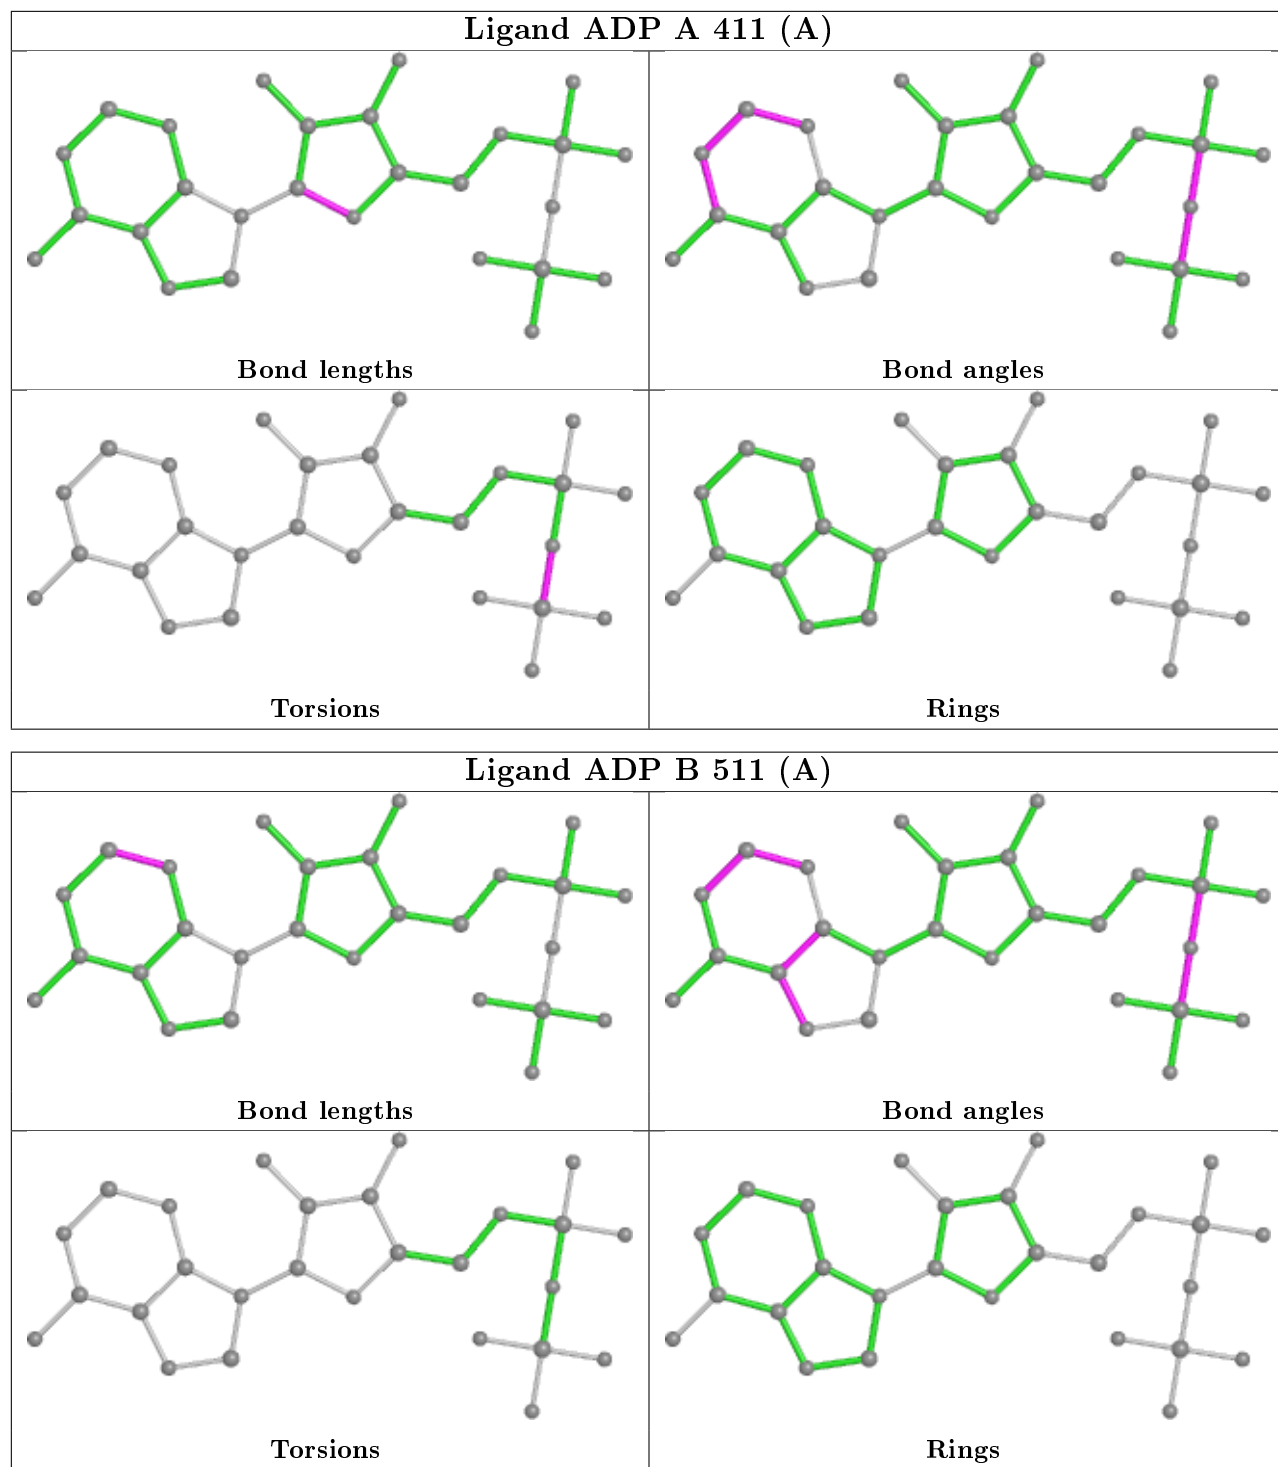 Ligand ADP A 411 (A)
Bond lengths
Bond angles
Torsions
Rings
Ligand ADP B 511 (A)
Bond lengths
Bond angles
Torsions
Rings